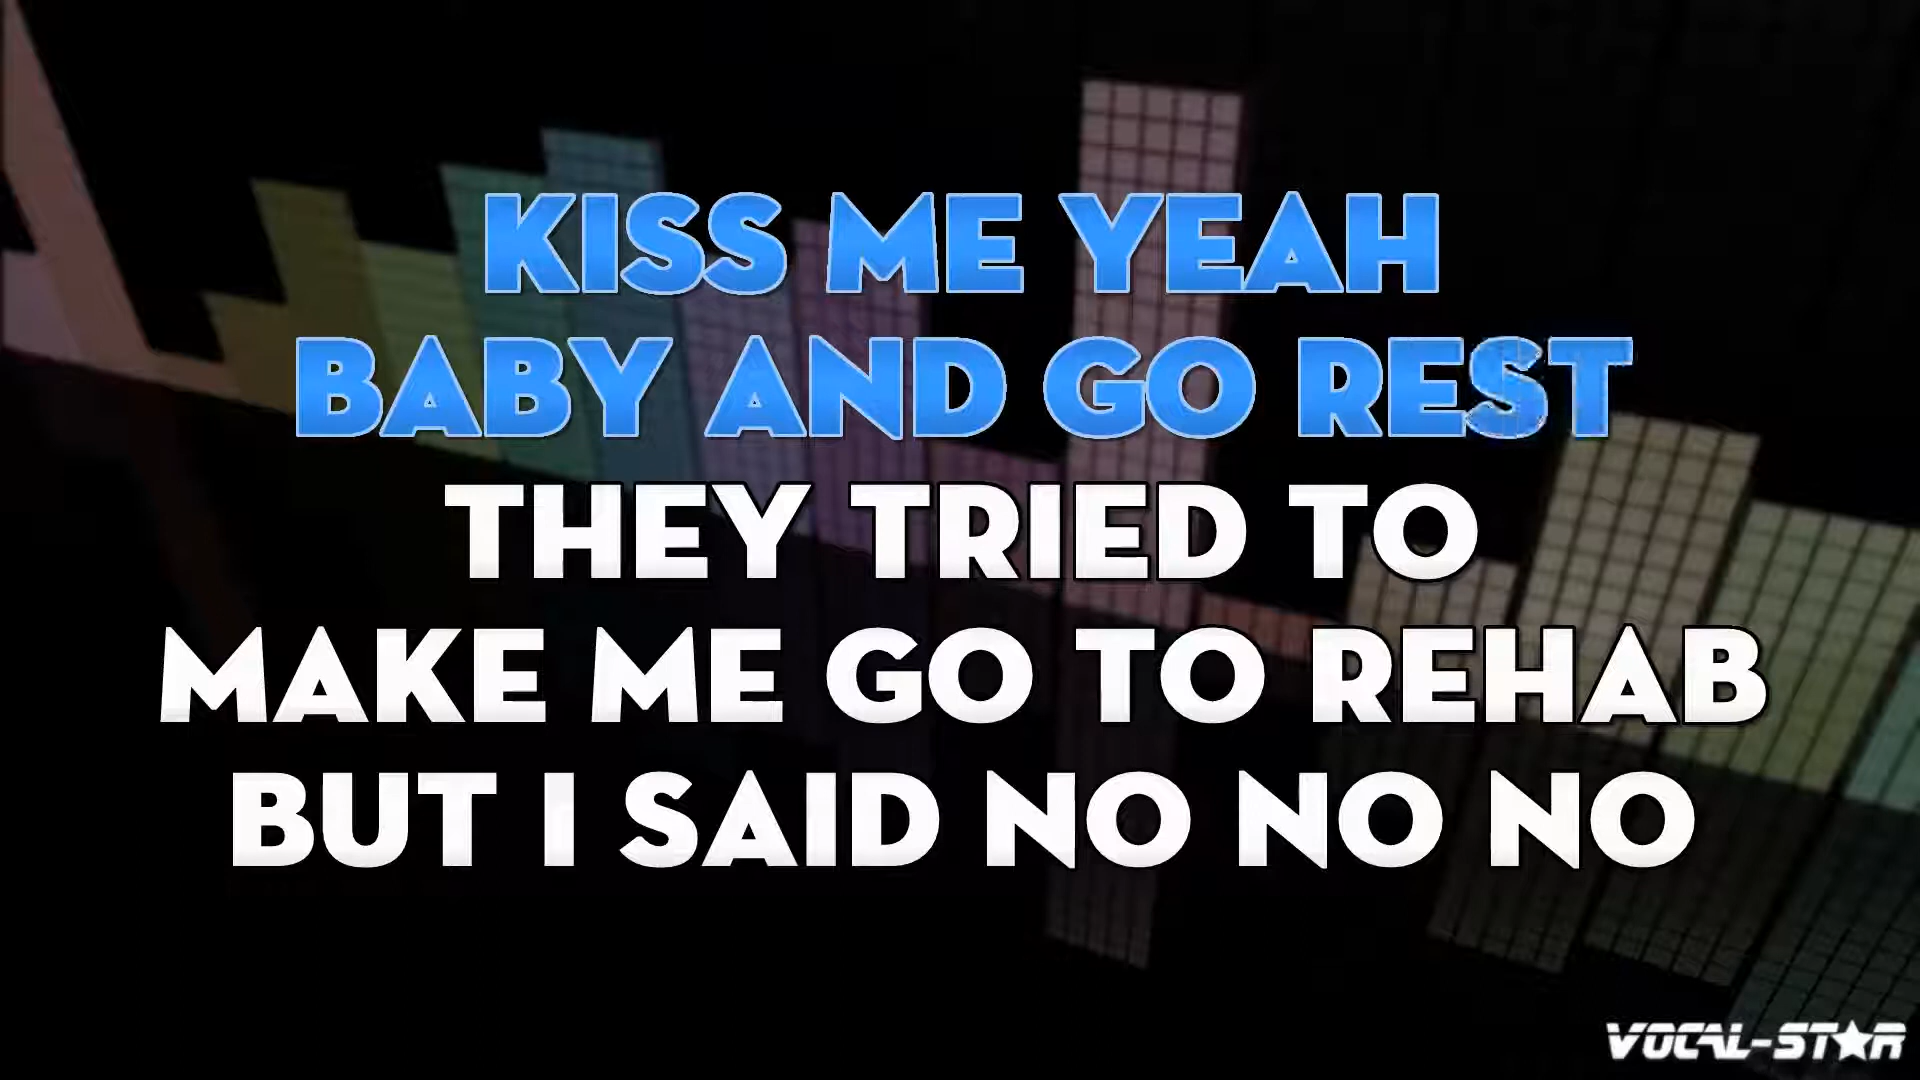 KISS ME YEAH
BABY AND GO REST
THEY TRIED TO
MAKE ME GO TO REHAB
BUT I SAID NO NO NO
VOCAL-STAR